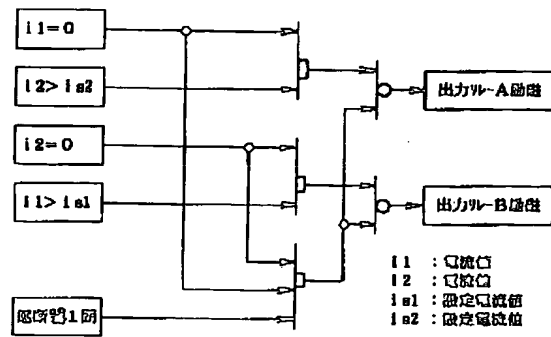 i1=0
i2>is2
i2=0
i1>is1
出力リレーA励磁
出力リレーB励磁
i1 :電流値
i2 :電流値
is1 :設定電流値
is2 :設定電流値